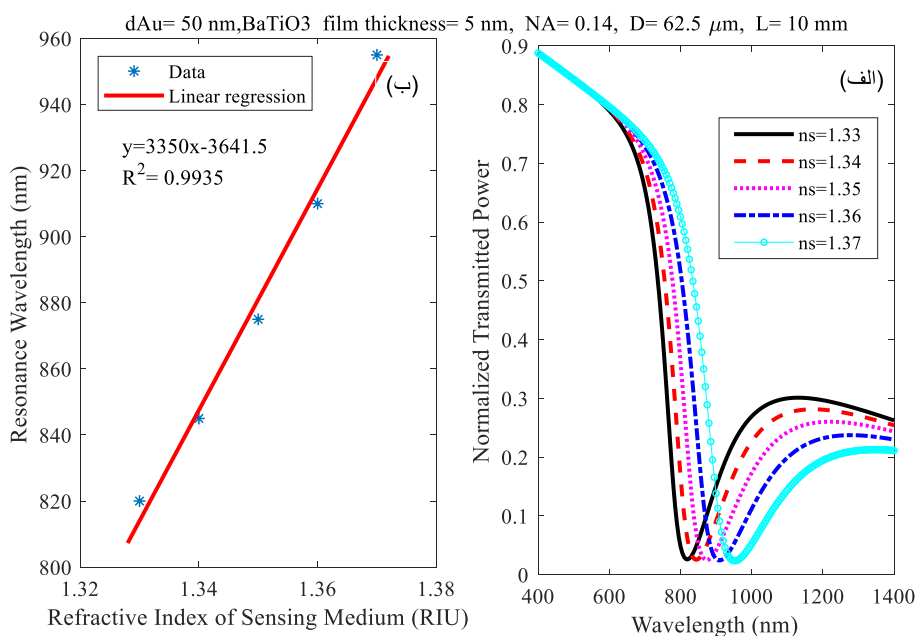 dAu= 50 nm,BaTiO3 film thickness= 5 nm, NA= 0.14, D= 62.5 μm, L= 10 mm
(ب)
Data
Linear regression
y=3350x-3641.5
R²= 0.9935
960
940
920
900
880
860
840
820
800
1.32
1.34
1.36
1.38
Resonance Wavelength (nm)
Refractive Index of Sensing Medium (RIU)
(الف)
ns=1.33
ns=1.34
ns=1.35
ns=1.36
ns=1.37
0.9
0.8
0.7
0.6
0.5
0.4
0.3
0.2
0.1
0
400
600
800
1000
1200
1400
Normalized Transmitted Power
Wavelength (nm)